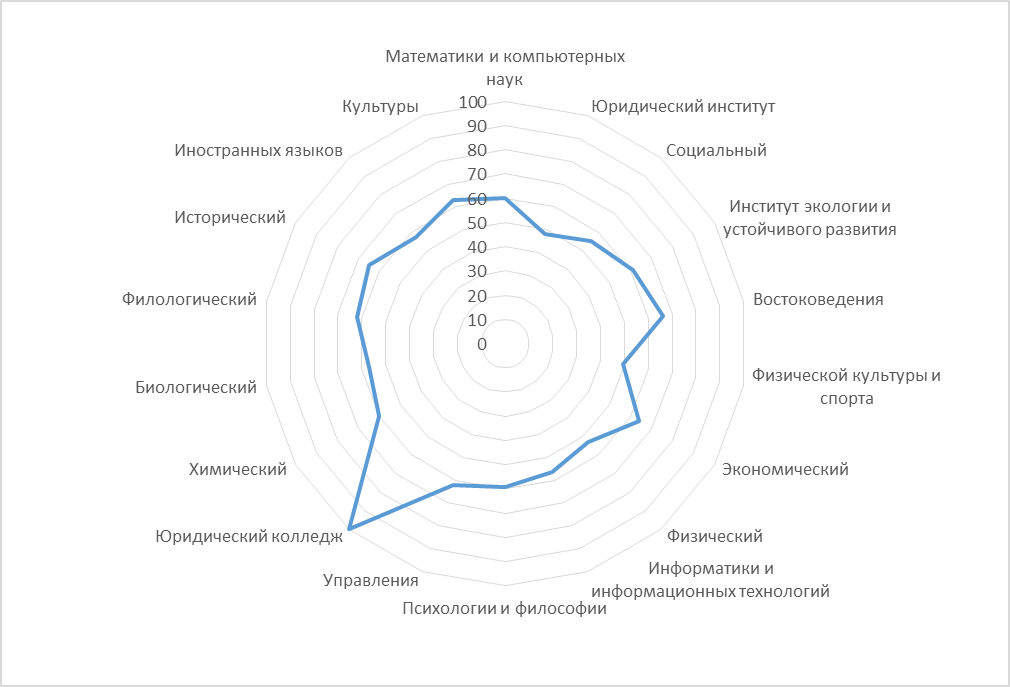 Математики и компьютерных
наук
Юридический институт
Социальный
Институт экологии и
устойчивого развития
Востоковедения
Физической культуры и
спорта
Экономический
Физический
Информатики и
информационных технологий
Психологии и философии
Управления
Юридический колледж
Химический
Биологический
Филологический
Исторический
Иностранных языков
Культуры
100
90
80
70
60
50
40
30
20
10
0